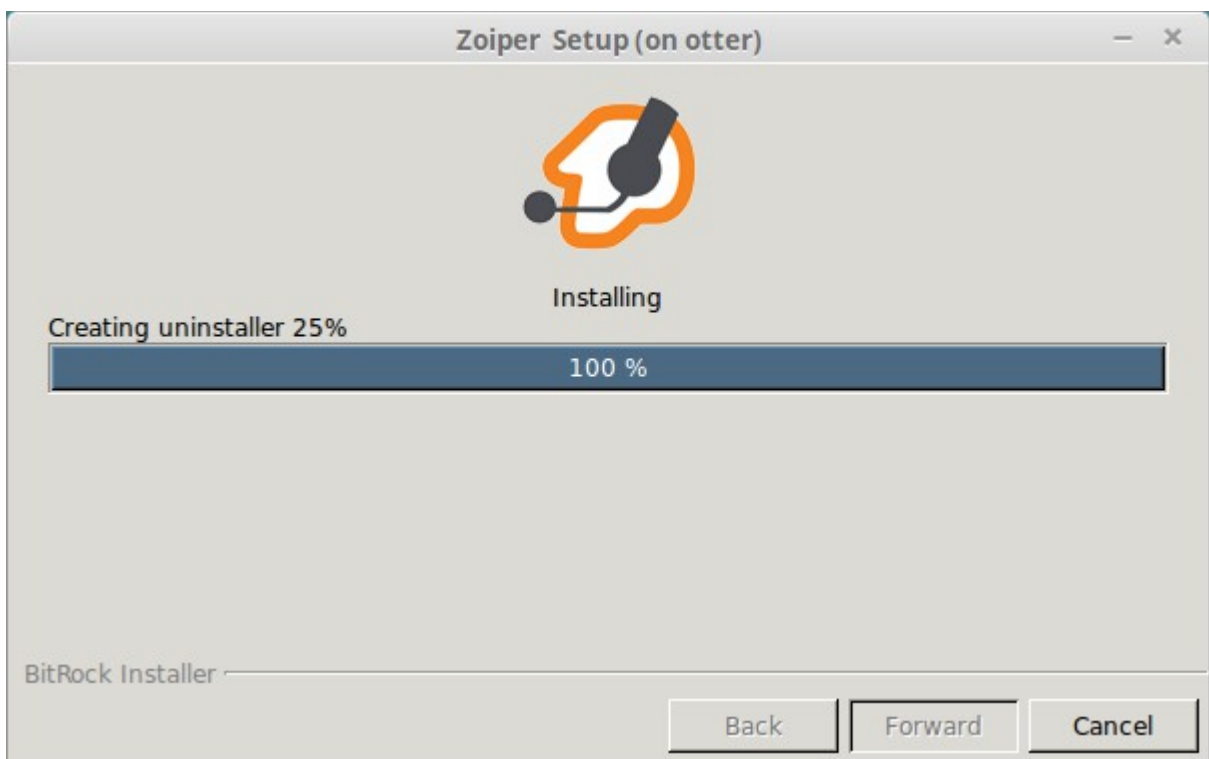 Zoiper Setup (on otter)
Installing
Creating uninstaller 25%
100 %
BitRock Installer
Back Forward Cancel